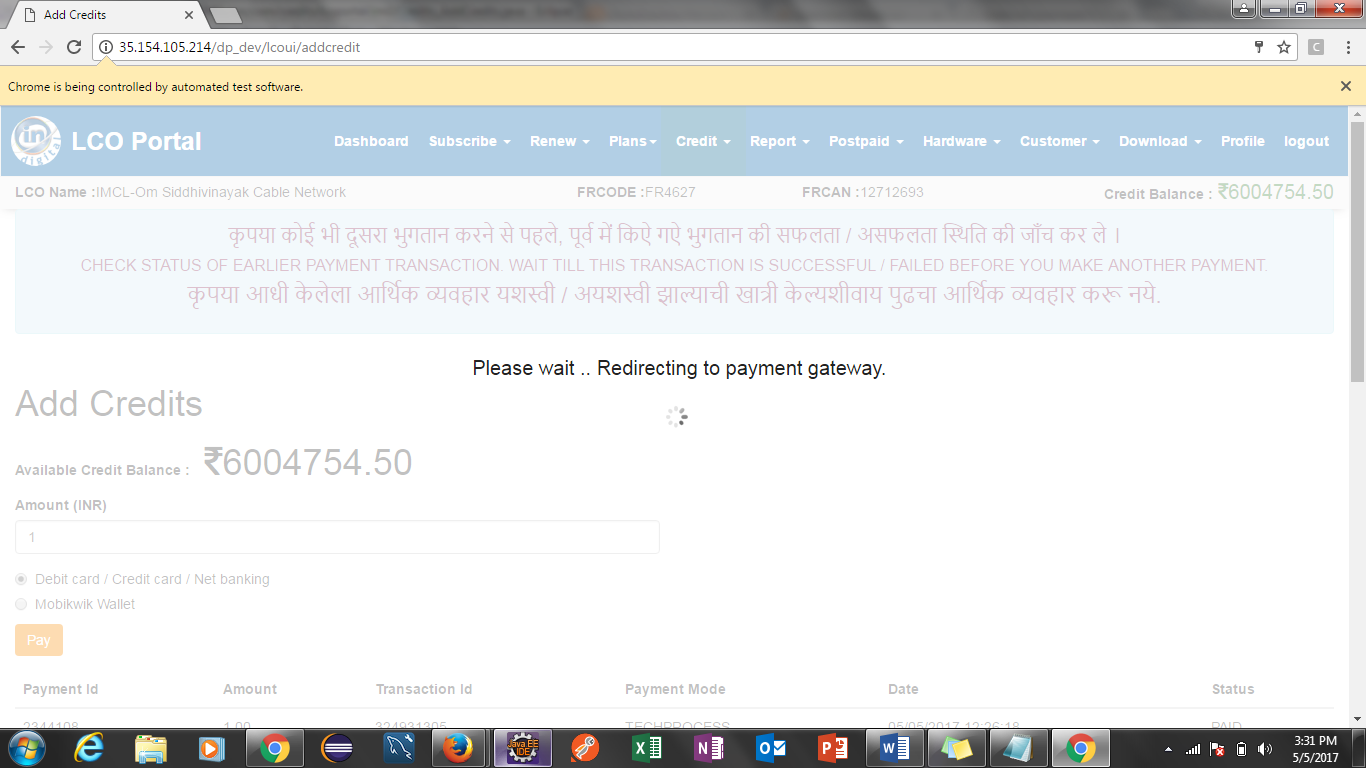 Add Credits
35.154.105.214/dp_dev/lcoui/addcredit
C
Chrome is being controlled by automated test software.
in digital
LCO Portal
Dashboard Subscribe Renew Plans Credit Report Postpaid Hardware Customer Download Profile logout
LCO Name :IMCL-Om Siddhivinayak Cable Network FRCODE :FR4627 FRCAN :12712693 Credit Balance : ₹6004754.50
कृपया कोई भी दूसरा भुगतान करने से पहले, पूर्व में किऐ गऐ भुगतान की सफलता / असफलता स्थिति की जाँच कर ले ।
CHECK STATUS OF EARLIER PAYMENT TRANSACTION. WAIT TILL THIS TRANSACTION IS SUCCESSFUL / FAILED BEFORE YOU MAKE ANOTHER PAYMENT.
कृपया आधी केलेला आर्थिक व्यवहार यशस्वी / अयशस्वी झाल्याची खात्री केल्यशीवाय पुढचा आर्थिक व्यवहार करू नये.
Please wait .. Redirecting to payment gateway.
Add Credits
Available Credit Balance : ₹6004754.50
Amount (INR)
1
Debit card / Credit card / Net banking
Mobikwik Wallet
Pay
Payment Id Amount Transaction Id Payment Mode Date Status
2344108 1.00 324931305 TECHPROCESS 05/05/2017 12:26:18 PAID
Java EE IDE
3:31 PM
5/5/2017